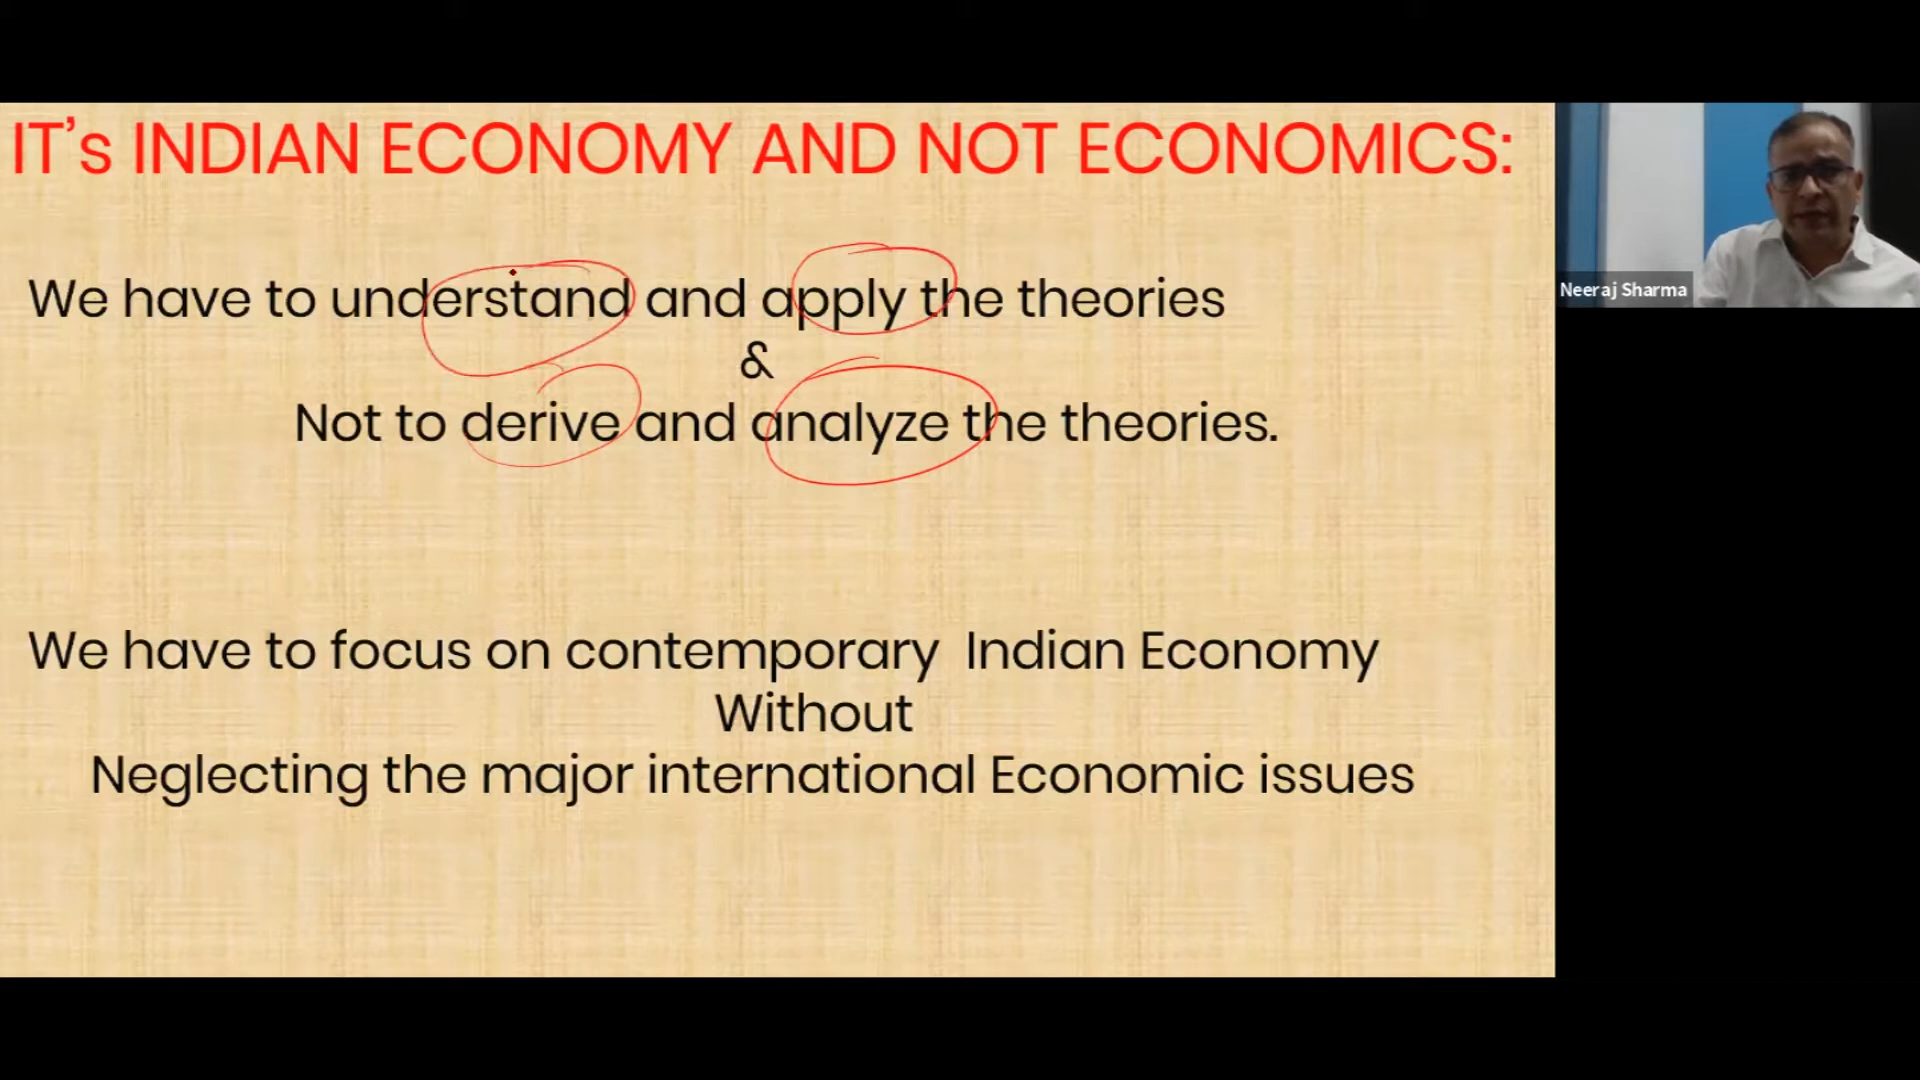 IT’s INDIAN ECONOMY AND NOT ECONOMICS:
We have to understand and apply the theories
&
Not to derive and analyze the theories.
We have to focus on contemporary  Indian Economy
Without
Neglecting the major international Economic issues
Neeraj Sharma